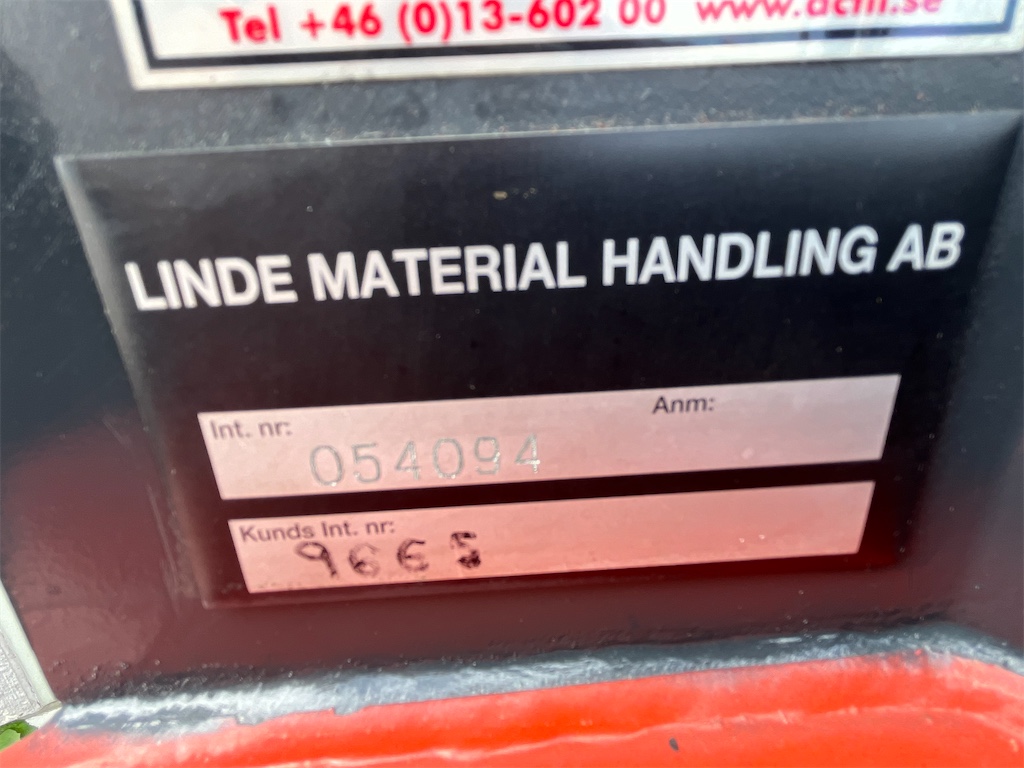 Tel +46 (0)13-602 00 www.acm.se
LINDE MATERIAL HANDLING AB
Int. nr: 054094 Anm:
Kunds Int. nr: 9665